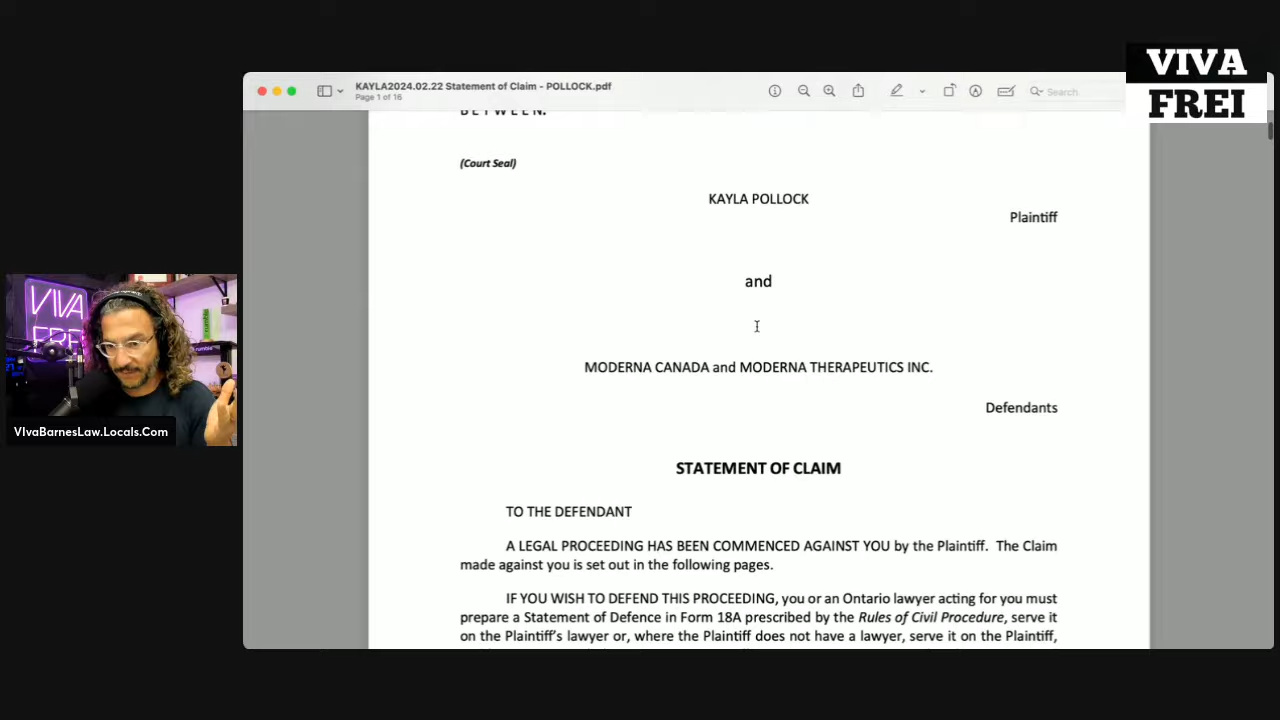 VIVA
FREI
KAYLA2024.02.22 Statement of Claim - POLLOCK.pdf
Page 1 of 16
Search
B E T W E E N:
(Court Seal)
KAYLA POLLOCK
Plaintiff
and
MODERNA CANADA and MODERNA THERAPEUTICS INC.
Defendants
STATEMENT OF CLAIM
TO THE DEFENDANT
A LEGAL PROCEEDING HAS BEEN COMMENCED AGAINST YOU by the Plaintiff. The Claim
made against you is set out in the following pages.
IF YOU WISH TO DEFEND THIS PROCEEDING, you or an Ontario lawyer acting for you must
prepare a Statement of Defence in Form 18A prescribed by the Rules of Civil Procedure, serve it
on the Plaintiff's lawyer or, where the Plaintiff does not have a lawyer, serve it on the Plaintiff,
VIVA
FREI
rumble
VIvaBarnesLaw.Locals.Com